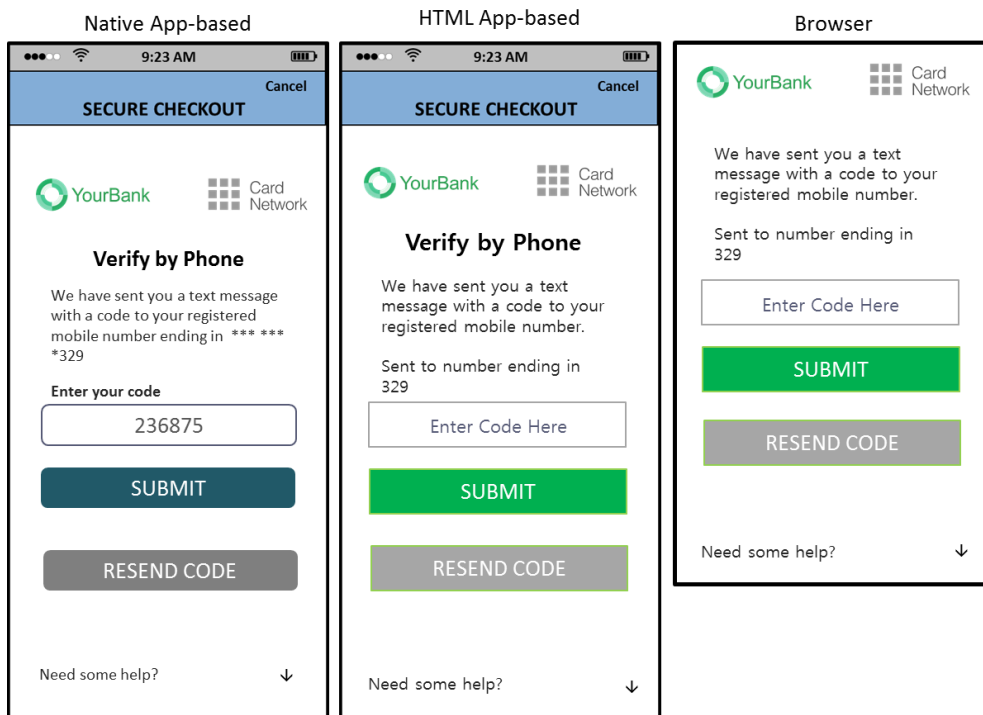 Native App-based
9:23 AM
Cancel
SECURE CHECKOUT
YourBank
Card
Network
Verify by Phone
We have sent you a text message
with a code to your registered
mobile number ending in *** ***
*329
Enter your code
236875
SUBMIT
RESEND CODE
Need some help?
HTML App-based
9:23 AM
Cancel
SECURE CHECKOUT
YourBank
Card
Network
Verify by Phone
We have sent you a text
message with a code to your
registered mobile number.
Sent to number ending in
329
Enter Code Here
SUBMIT
RESEND CODE
Need some help?
Browser
YourBank
Card
Network
We have sent you a text
message with a code to your
registered mobile number.
Sent to number ending in
329
Enter Code Here
SUBMIT
RESEND CODE
Need some help?